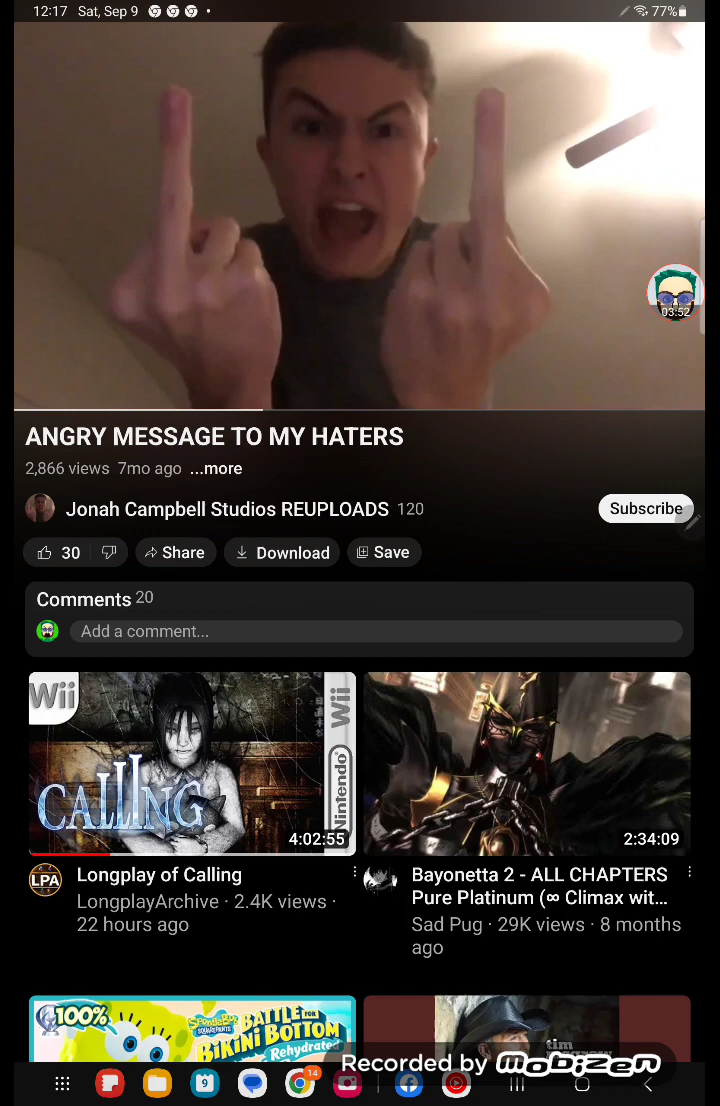 12:17 Sat, Sep 9
77%
03:52
ANGRY MESSAGE TO MY HATERS
2,866 views 7mo ago ...more
Jonah Campbell Studios REUPLOADS 120
Subscribe
30
Share
Download
Save
Comments 20
Add a comment...
Wii
CALLING
Wii
Nintendo
4:02:55
2:34:09
LPA
Longplay of Calling
LongplayArchive · 2.4K views ·
22 hours ago
Bayonetta 2 - ALL CHAPTERS
Pure Platinum (∞ Climax wit...
Sad Pug · 29K views · 8 months
ago
100%
SpongeBob
SQUAREPANTS
BATTLE FOR
BIKINI BOTTOM
Rehydrated
tim
Recorded by mobizen
9
14